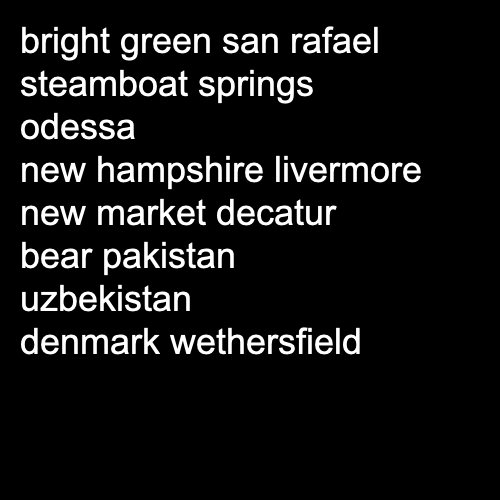 bright green san rafael
steamboat springs
odessa
new hampshire livermore
new market decatur
bear pakistan
uzbekistan
denmark wethersfield